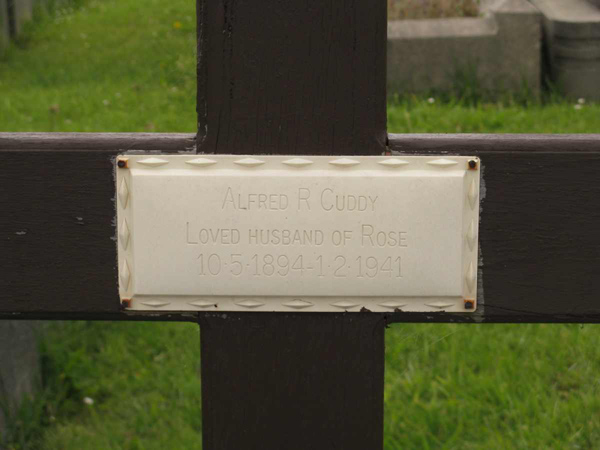 ALFRED R CUDDY
LOVED HUSBAND OF ROSE
10·5·1894-1·2·1941